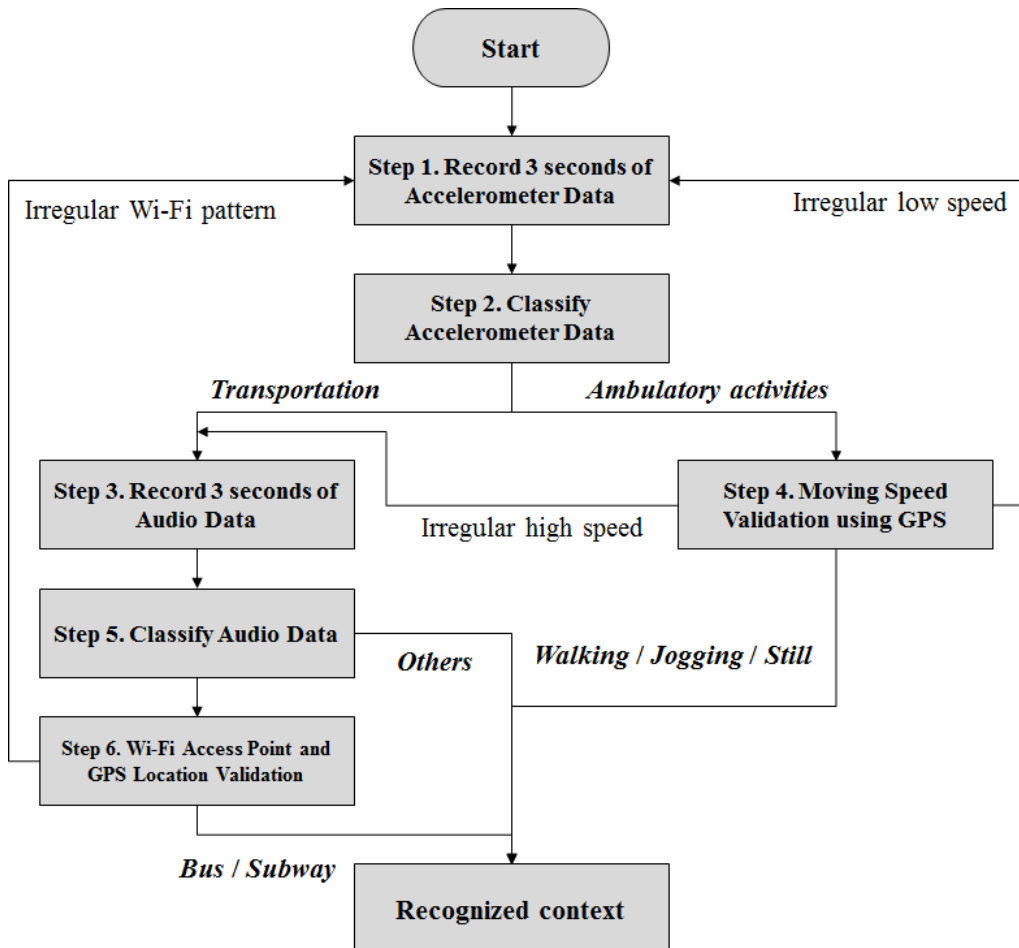 Start
Step 1. Record 3 seconds of
Accelerometer Data
Irregular Wi-Fi pattern
Irregular low speed
Step 2. Classify
Accelerometer Data
Transportation
Ambulatory activities
Step 3. Record 3 seconds of
Audio Data
Step 4. Moving Speed
Validation using GPS
Irregular high speed
Step 5. Classify Audio Data
Others
Walking / Jogging / Still
Step 6. Wi-Fi Access Point and
GPS Location Validation
Bus / Subway
Recognized context